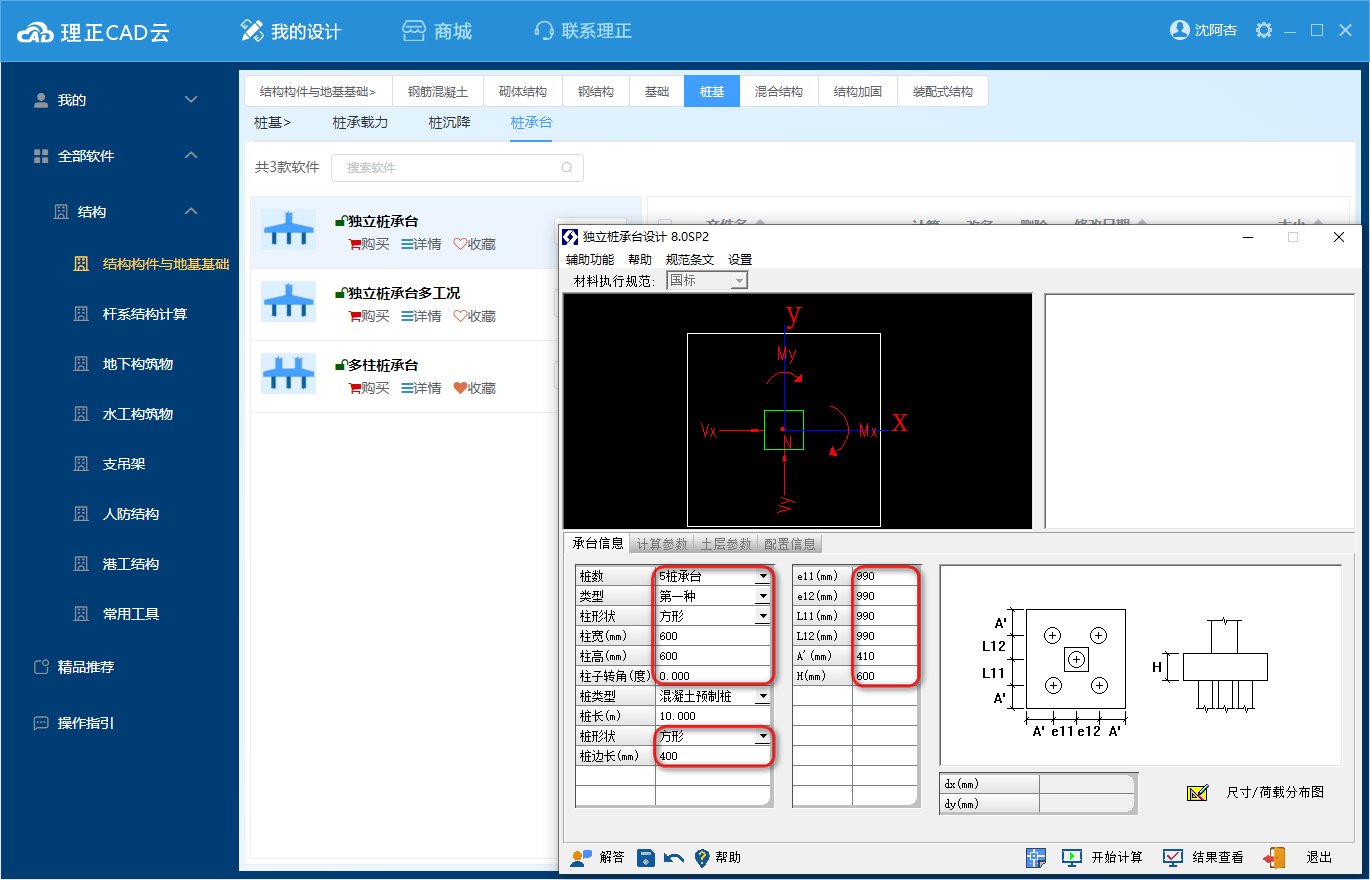 理正CAD云 我的设计 商城 联系理正 沈阿杏
我的
全部软件
结构
结构构件与地基基础
杆系结构计算
地下构筑物
水工构筑物
支吊架
人防结构
港工结构
常用工具
精品推荐
操作指引
结构构件与地基基础> 钢筋混凝土 砌体结构 钢结构 基础 桩基 混合结构 结构加固 装配式结构
桩基> 桩承载力 桩沉降 桩承台
共3款软件 搜索软件
独立桩承台
购买 详情 收藏
独立桩承台多工况
购买 详情 收藏
多柱桩承台
购买 详情 收藏
文件名 计算 改名 删除 修改日期 大小
独立桩承台设计 8.0SP2
辅助功能 帮助 规范条文 设置
材料执行规范: 国标
y
My
Vx N Mx X
Vy
承台信息 计算参数 土层参数 配置信息
桩数 5桩承台
类型 第一种
柱形状 方形
柱宽(mm) 600
柱高(mm) 600
柱子转角(度) 0.000
桩类型 混凝土预制桩
桩长(m) 10.000
桩形状 方形
桩边长(mm) 400
e11(mm) 990
e12(mm) 990
L11(mm) 990
L12(mm) 990
A'(mm) 410
H(mm) 600
A'
L12
L11
A'
A' e11 e12 A'
H
dx(mm)
dy(mm)
尺寸/荷载分布图
解答 帮助 开始计算 结果查看 退出